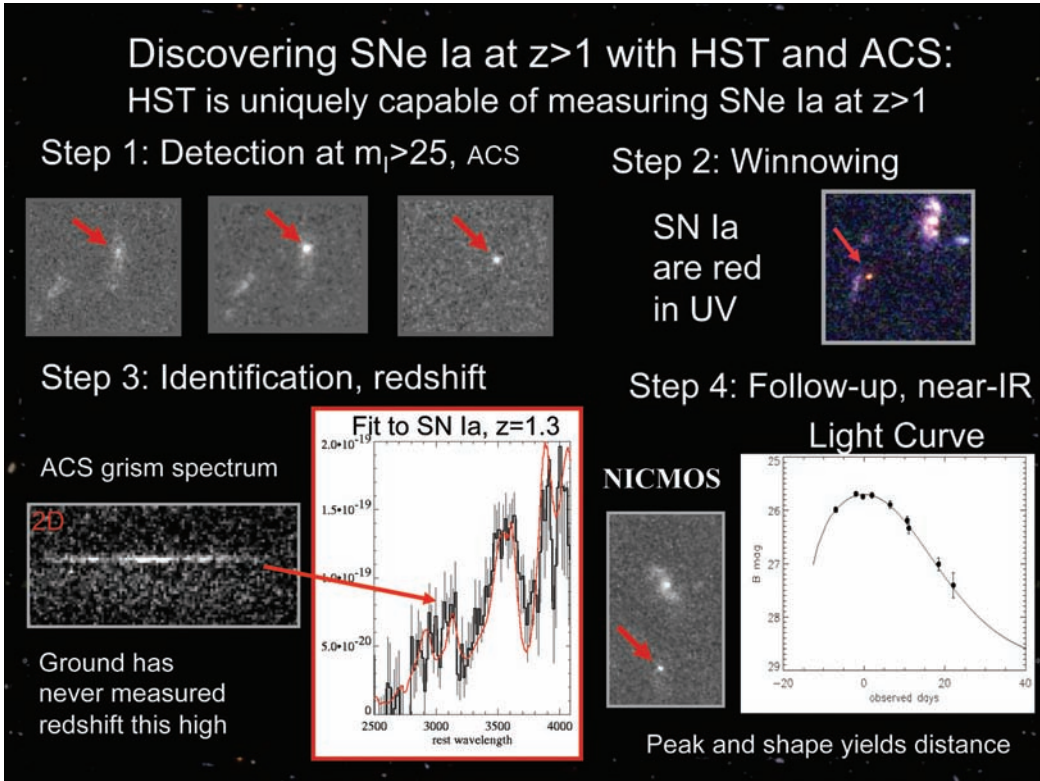 Discovering SNe Ia at z>1 with HST and ACS:
HST is uniquely capable of measuring SNe Ia at z>1
Step 1: Detection at mI>25, ACS
Step 2: Winnowing
SN Ia
are red
in UV
Step 3: Identification, redshift
ACS grism spectrum
2D
Ground has
never measured
redshift this high
Fit to SN Ia, z=1.3
2.0•10-19
1.5•10-19
1.0•10-19
5.0•10-20
0
2500
3000
3500
4000
rest wavelength
Step 4: Follow-up, near-IR
Light Curve
NICMOS
25
26
27
28
29
B mag
-20
0
20
40
observed days
Peak and shape yields distance